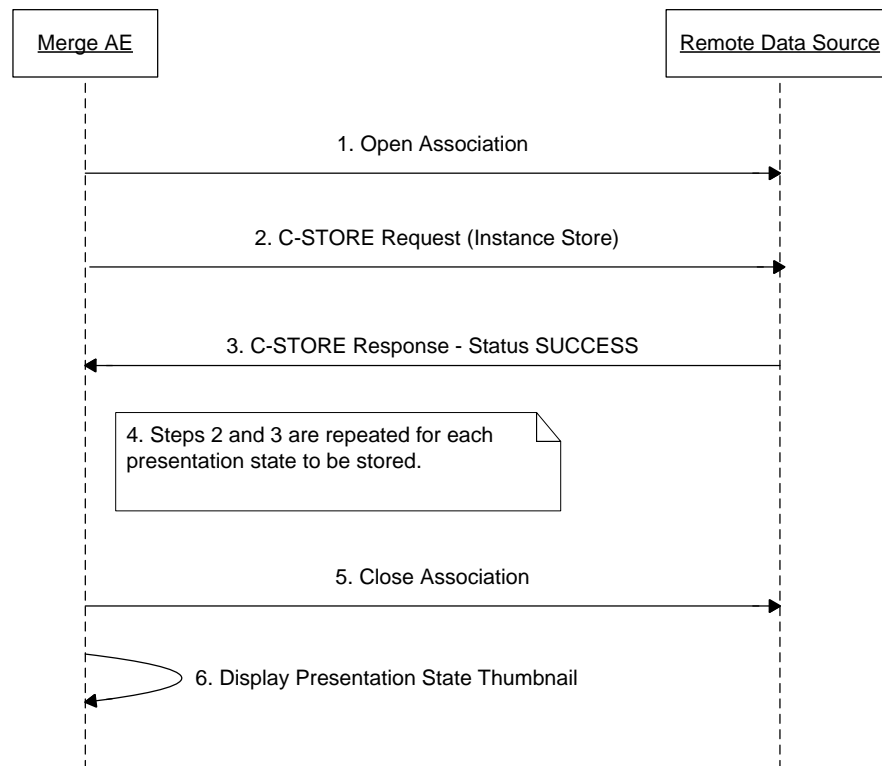 Merge AE
Remote Data Source
1. Open Association
2. C-STORE Request (Instance Store)
3. C-STORE Response - Status SUCCESS
4. Steps 2 and 3 are repeated for each
presentation state to be stored.
5. Close Association
6. Display Presentation State Thumbnail